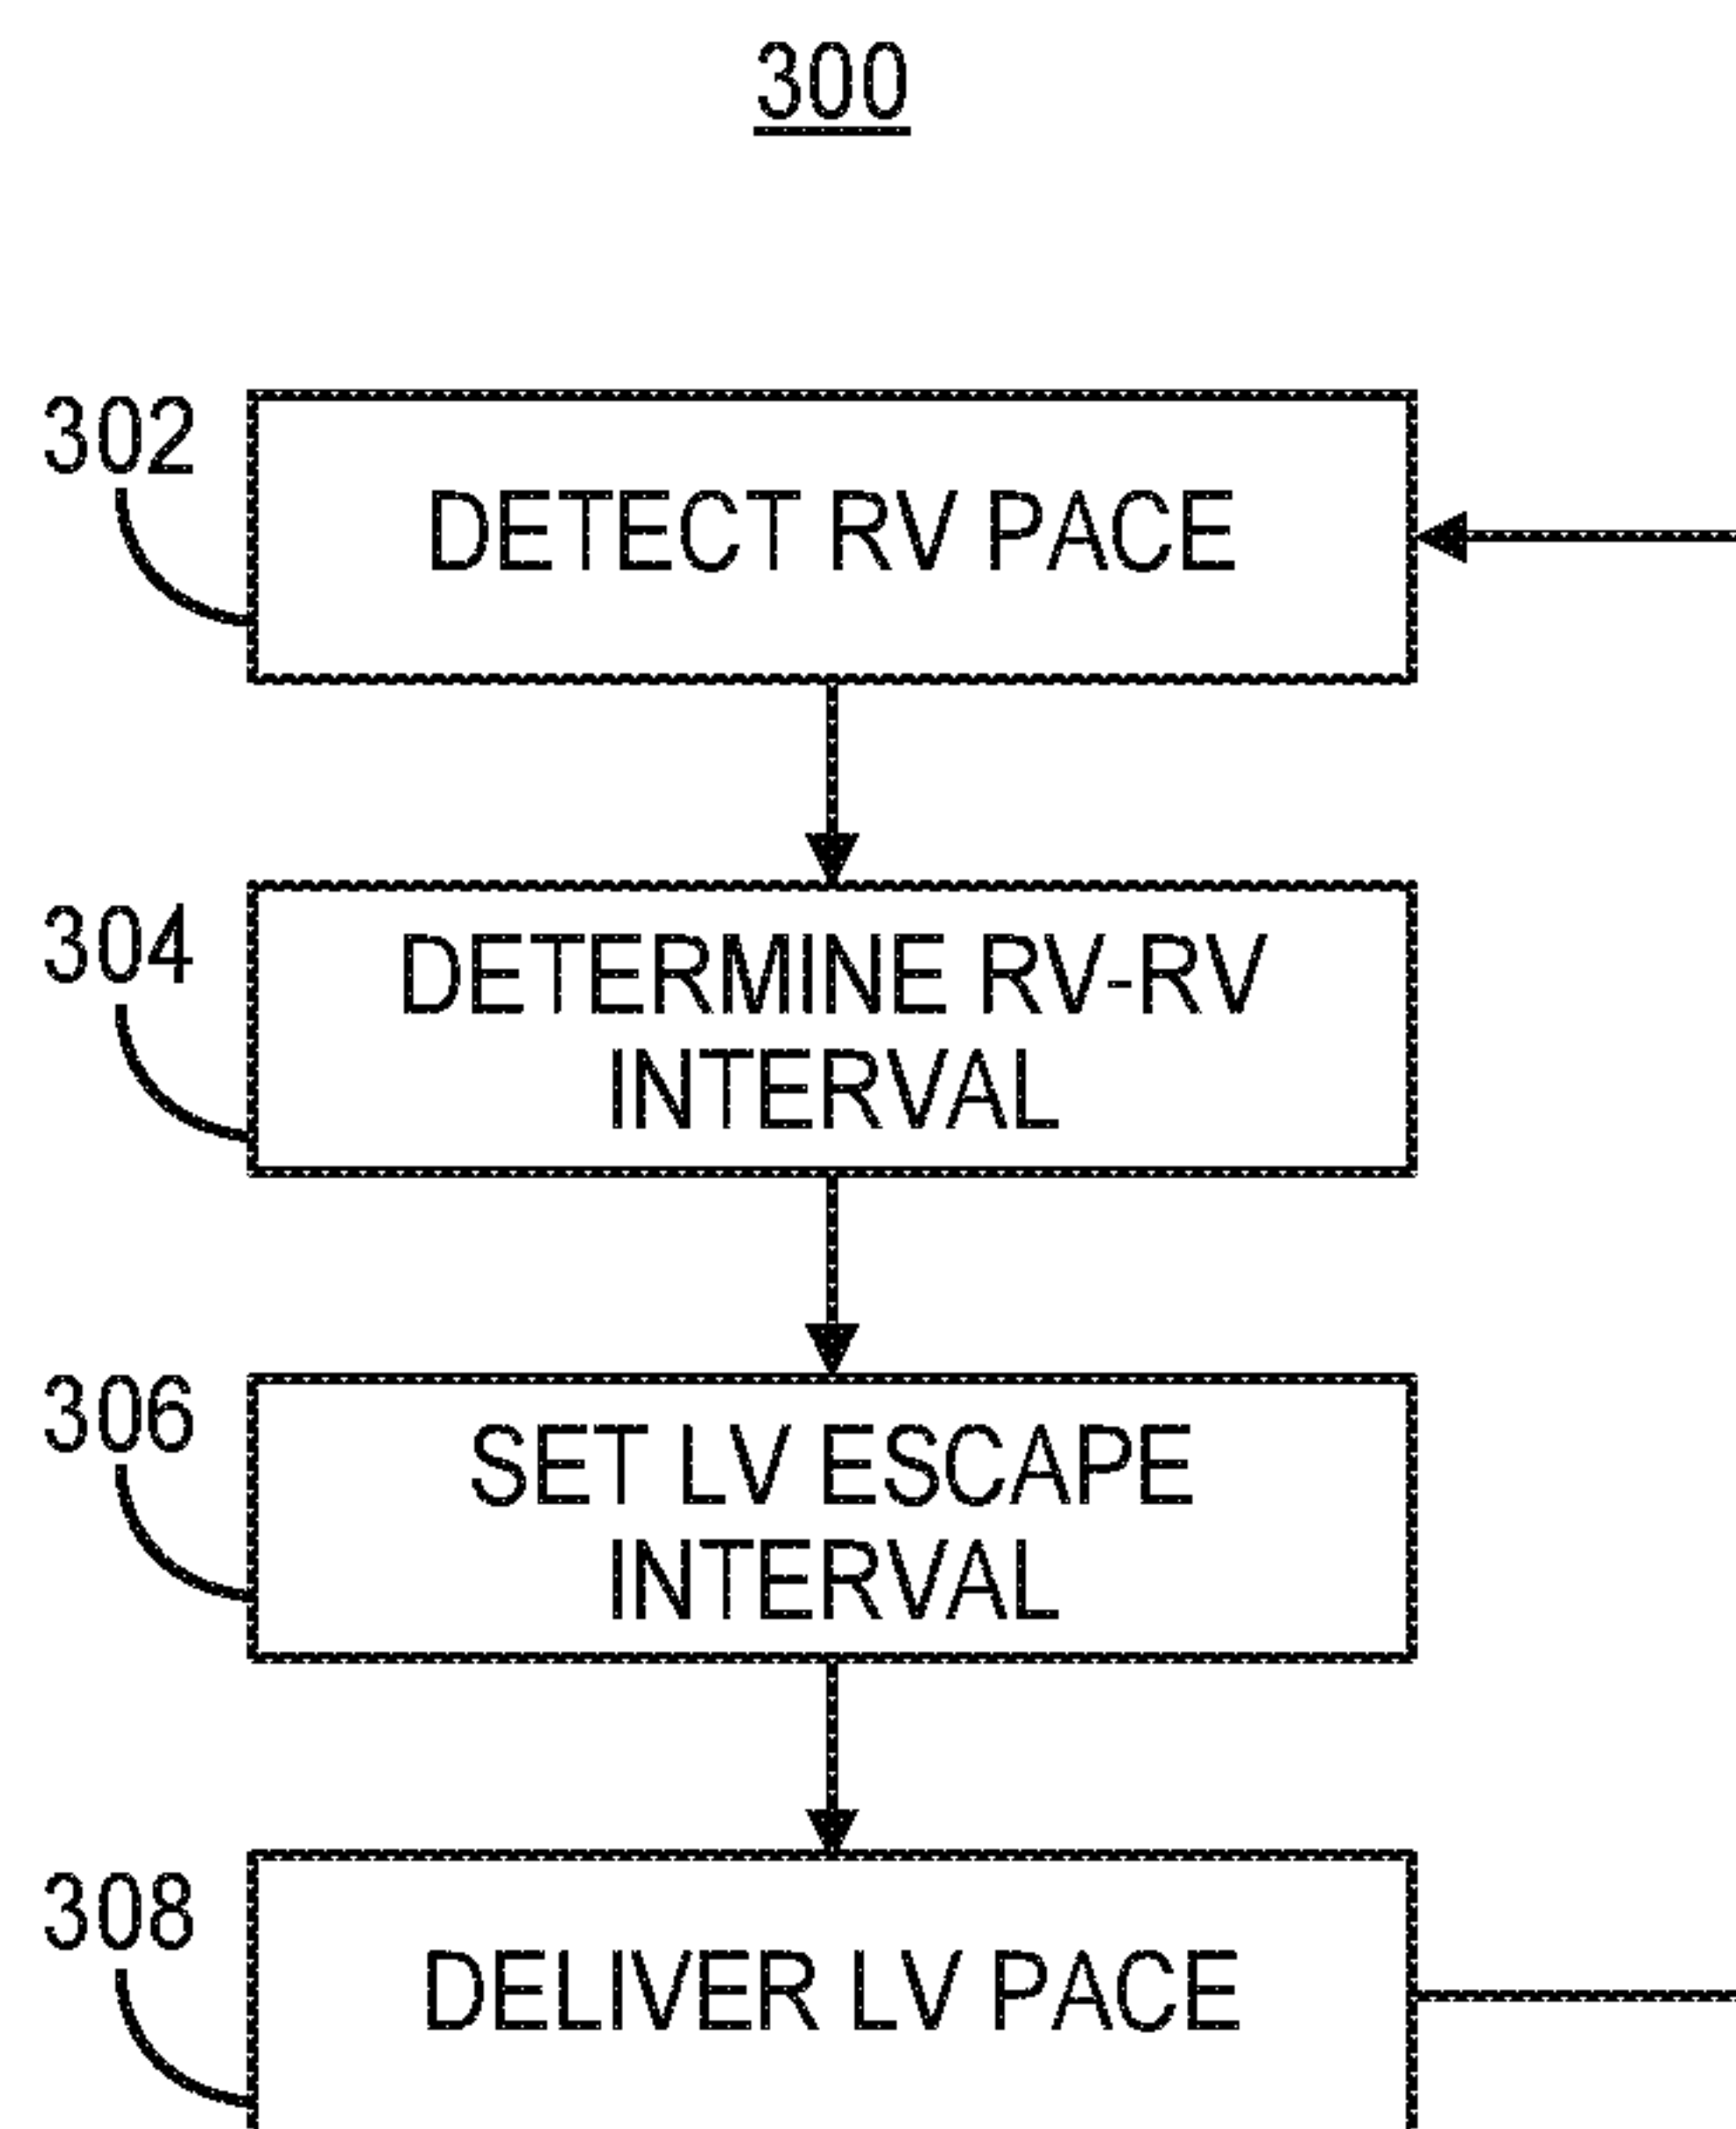 300
302
DETECT RV PACE
304
DETERMINE RV-RV
INTERVAL
306
SET LV ESCAPE
INTERVAL
308
DELIVER LV PACE